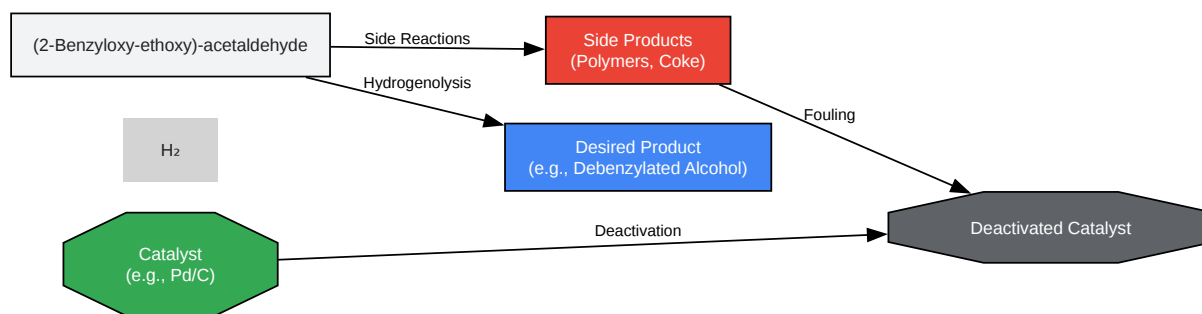 (2-Benzyloxy-ethoxy)-acetaldehyde
Side Reactions
Side Products
(Polymers, Coke)
Hydrogenolysis
Fouling
H₂
Desired Product
(e.g., Debenzylated Alcohol)
Catalyst
(e.g., Pd/C)
Deactivation
Deactivated Catalyst